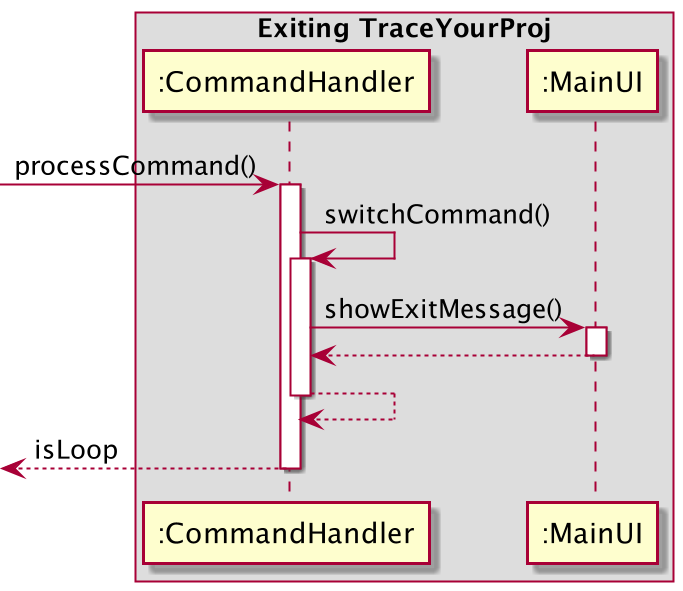 Exiting TraceYourProj
:CommandHandler
:MainUI
processCommand()
switchCommand()
showExitMessage()
isLoop
:CommandHandler
:MainUI